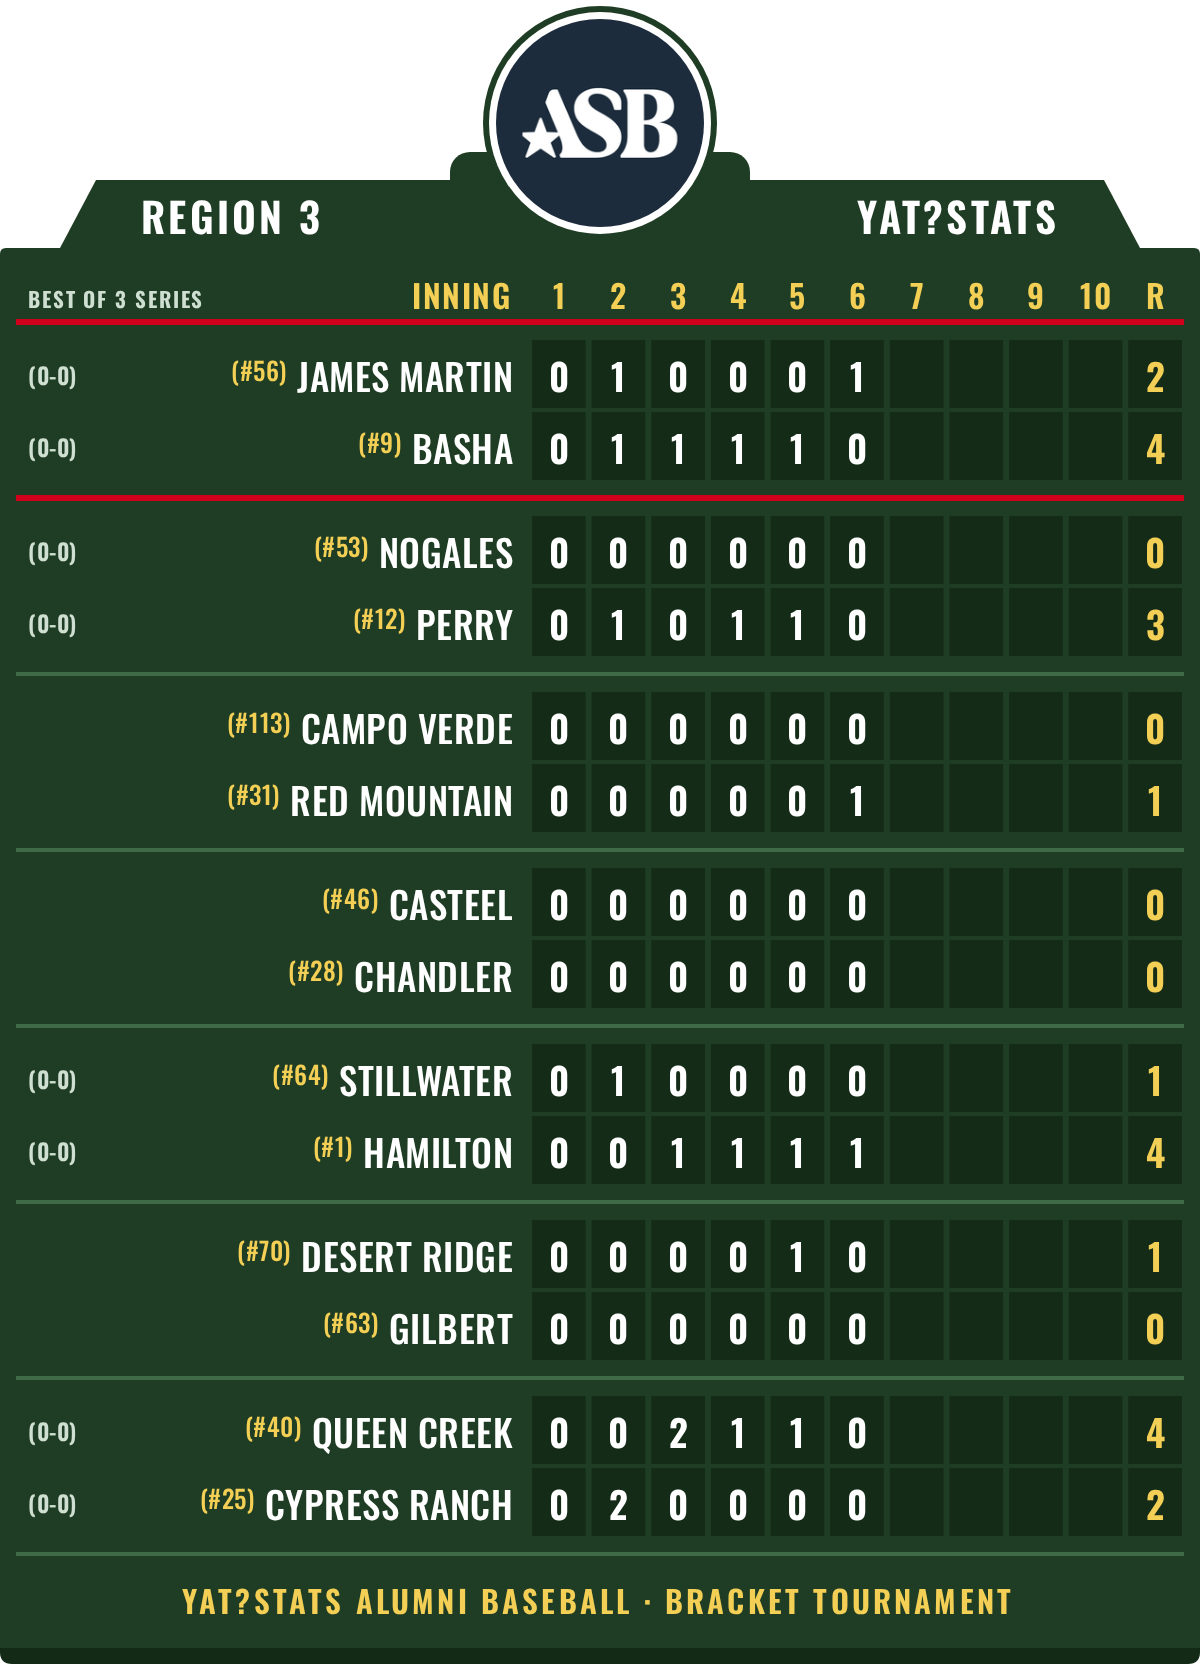 ASB
REGION 3 YAT?STATS
BEST OF 3 SERIES INNING 1 2 3 4 5 6 7 8 9 10 R
(0-0) (#56) JAMES MARTIN 0 1 0 0 0 1 2
(0-0) (#9) BASHA 0 1 1 1 1 0 4
(0-0) (#53) NOGALES 0 0 0 0 0 0 0
(0-0) (#12) PERRY 0 1 0 1 1 0 3
(#113) CAMPO VERDE 0 0 0 0 0 0 0
(#31) RED MOUNTAIN 0 0 0 0 0 1 1
(#46) CASTEEL 0 0 0 0 0 0 0
(#28) CHANDLER 0 0 0 0 0 0 0
(0-0) (#64) STILLWATER 0 1 0 0 0 0 1
(0-0) (#1) HAMILTON 0 0 1 1 1 1 4
(#70) DESERT RIDGE 0 0 0 0 1 0 1
(#63) GILBERT 0 0 0 0 0 0 0
(0-0) (#40) QUEEN CREEK 0 0 2 1 1 0 4
(0-0) (#25) CYPRESS RANCH 0 2 0 0 0 0 2
YAT?STATS ALUMNI BASEBALL · BRACKET TOURNAMENT